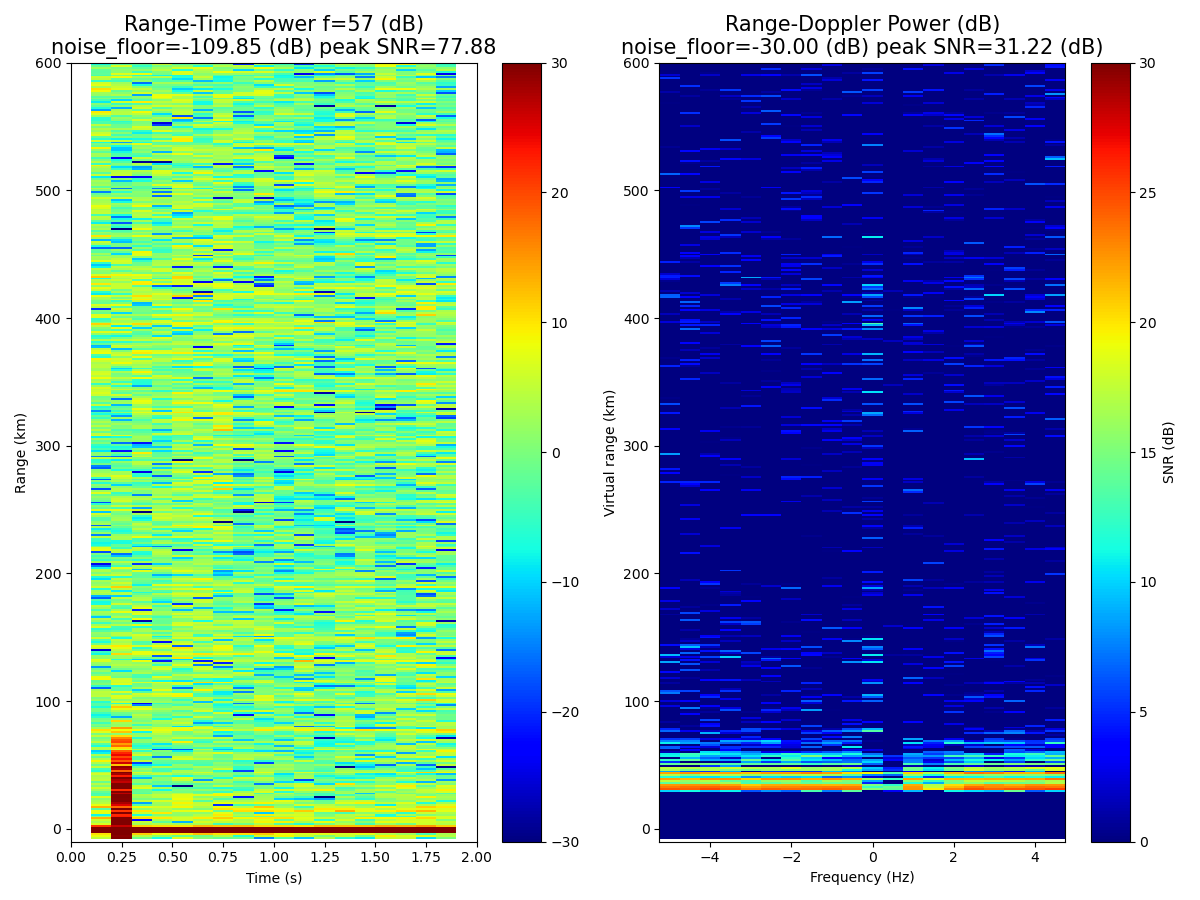 Range-Time Power f=57 (dB)
noise_floor=-109.85 (dB) peak SNR=77.88
Range (km)
600
500
400
300
200
100
0
0.00 0.25 0.50 0.75 1.00 1.25 1.50 1.75 2.00
Time (s)
30
20
10
0
−10
−20
−30
Range-Doppler Power (dB)
noise_floor=-30.00 (dB) peak SNR=31.22 (dB)
Virtual range (km)
600
500
400
300
200
100
0
−4 −2 0 2 4
Frequency (Hz)
30
25
20
15
10
5
0
SNR (dB)